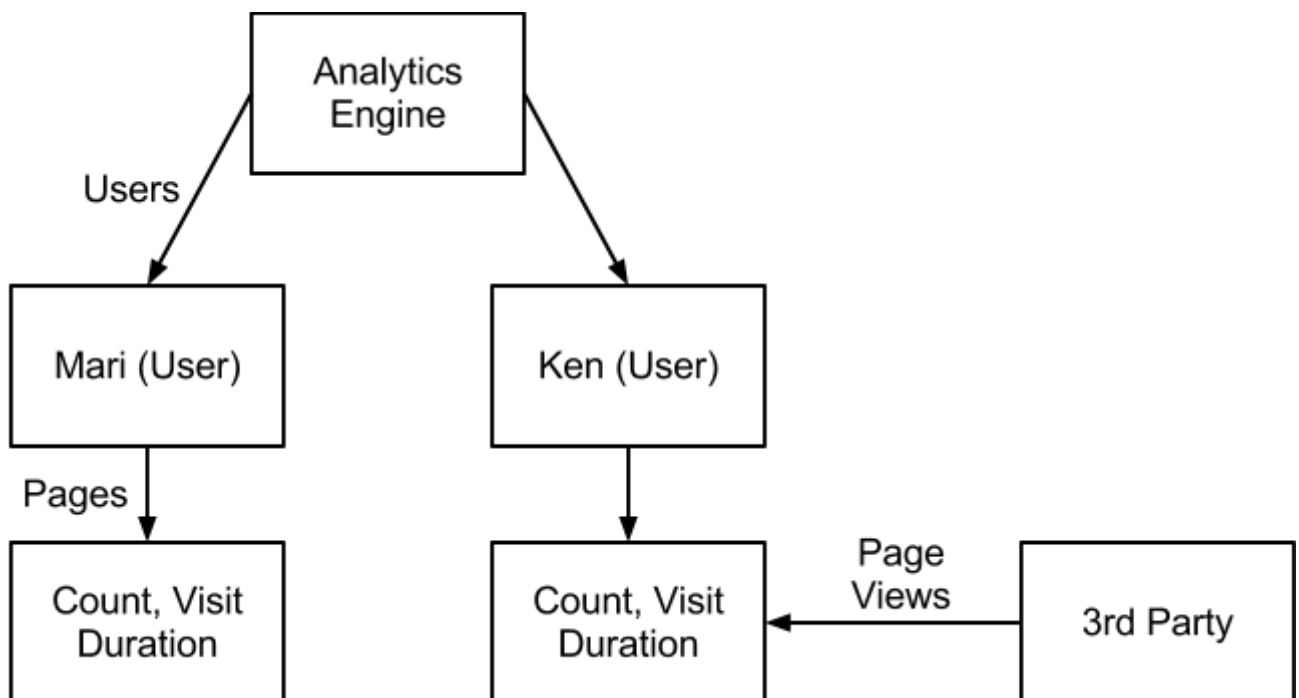 Analytics
Engine
Users
Mari (User)
Ken (User)
Pages
Count, Visit
Duration
Count, Visit
Duration
Page
Views
3rd Party